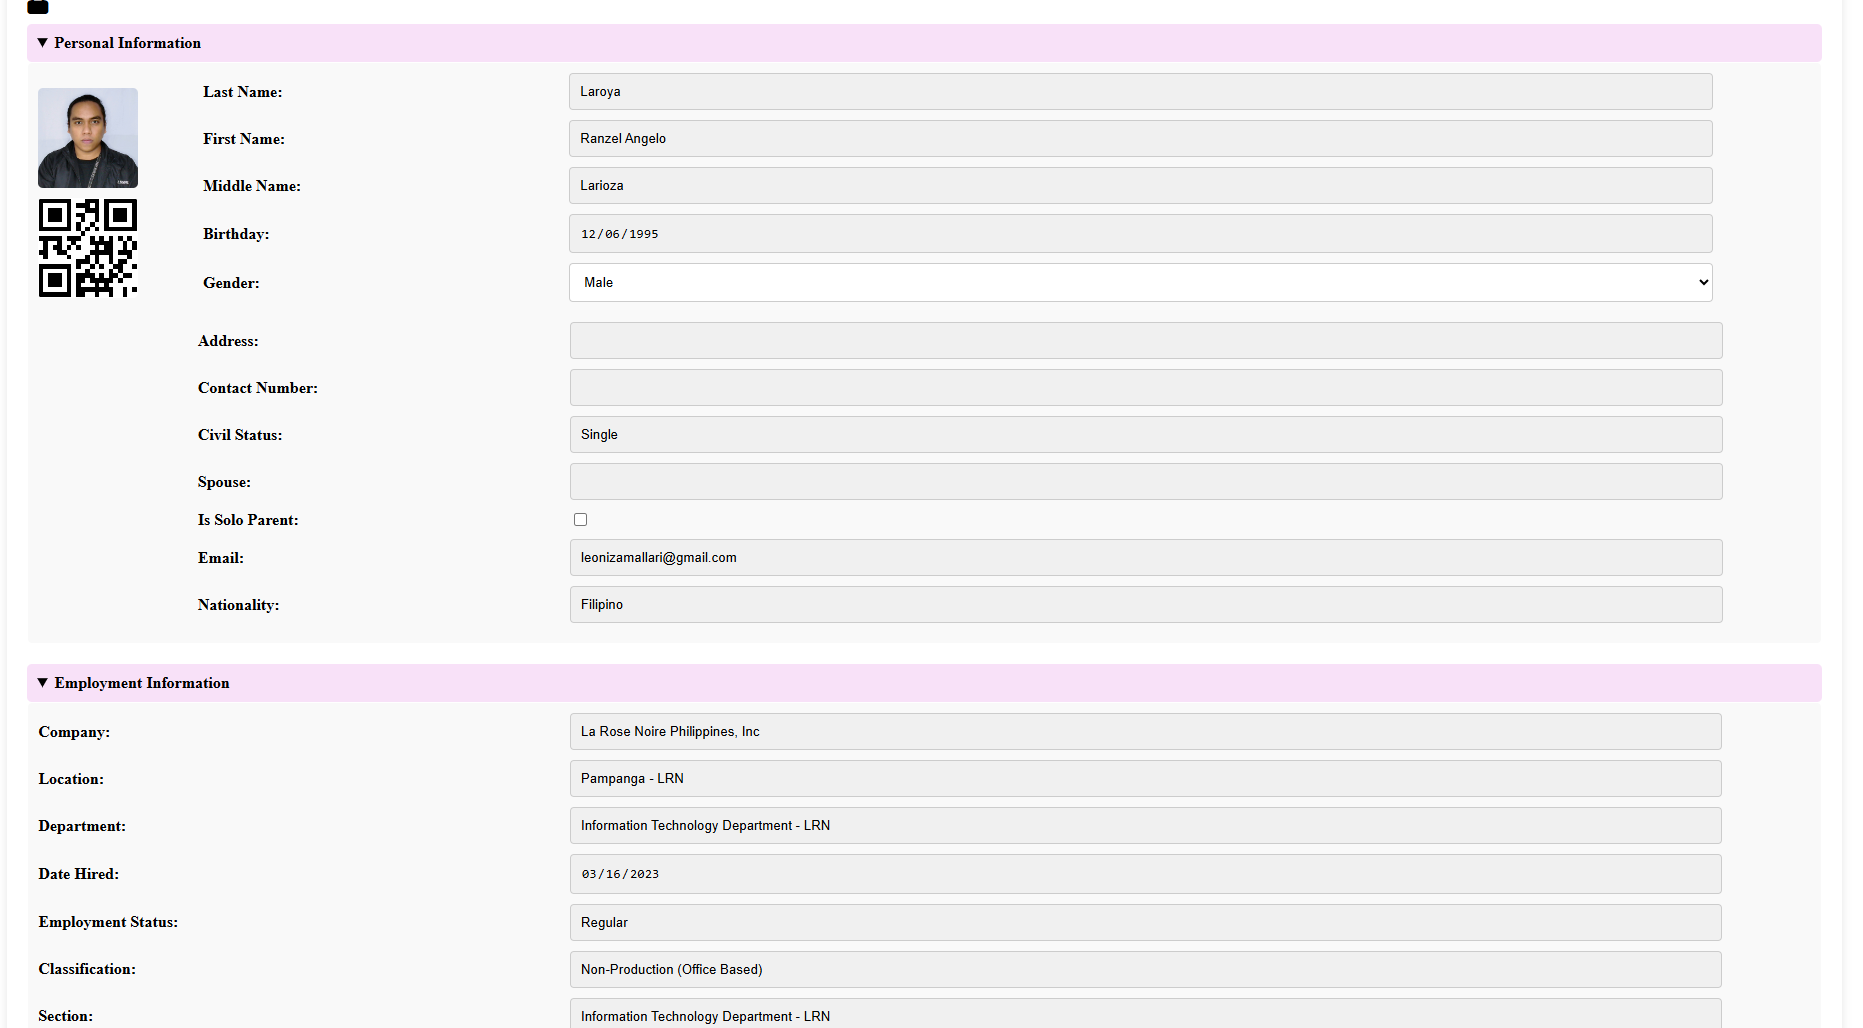 ▼ Personal Information
Last Name: Laroya
First Name: Ranzel Angelo
Middle Name: Larioza
Birthday: 12/06/1995
Gender: Male
Address:
Contact Number:
Civil Status: Single
Spouse:
Is Solo Parent:
Email: leonizamallari@gmail.com
Nationality: Filipino
▼ Employment Information
Company: La Rose Noire Philippines, Inc
Location: Pampanga - LRN
Department: Information Technology Department - LRN
Date Hired: 03/16/2023
Employment Status: Regular
Classification: Non-Production (Office Based)
Section: Information Technology Department - LRN